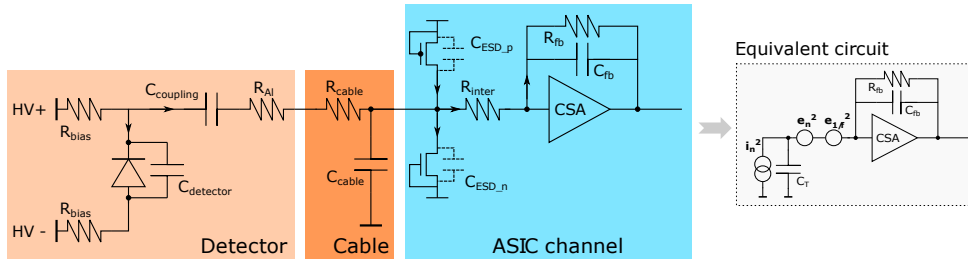 HV+
R_bias
C_coupling
R_Al
R_cable
C_ESD_p
R_inter
R_fb
C_fb
CSA
C_detector
C_cable
C_ESD_n
R_bias
HV -
Detector
Cable
ASIC channel
Equivalent circuit
R_fb
C_fb
CSA
i_n^2
e_n^2
e_1/f^2
C_T